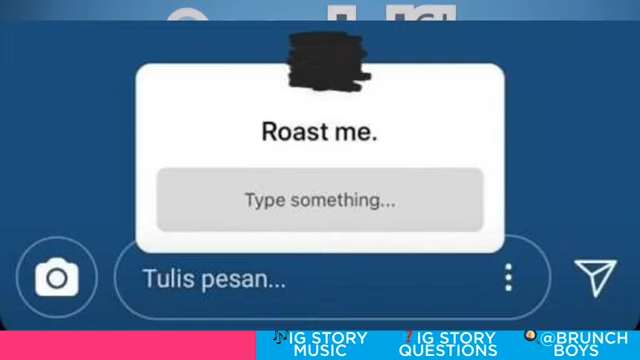 Roast me.
Type something...
Tulis pesan...
IG STORY MUSIC
IG STORY QUESTIONS
@BRUNCH BOYS